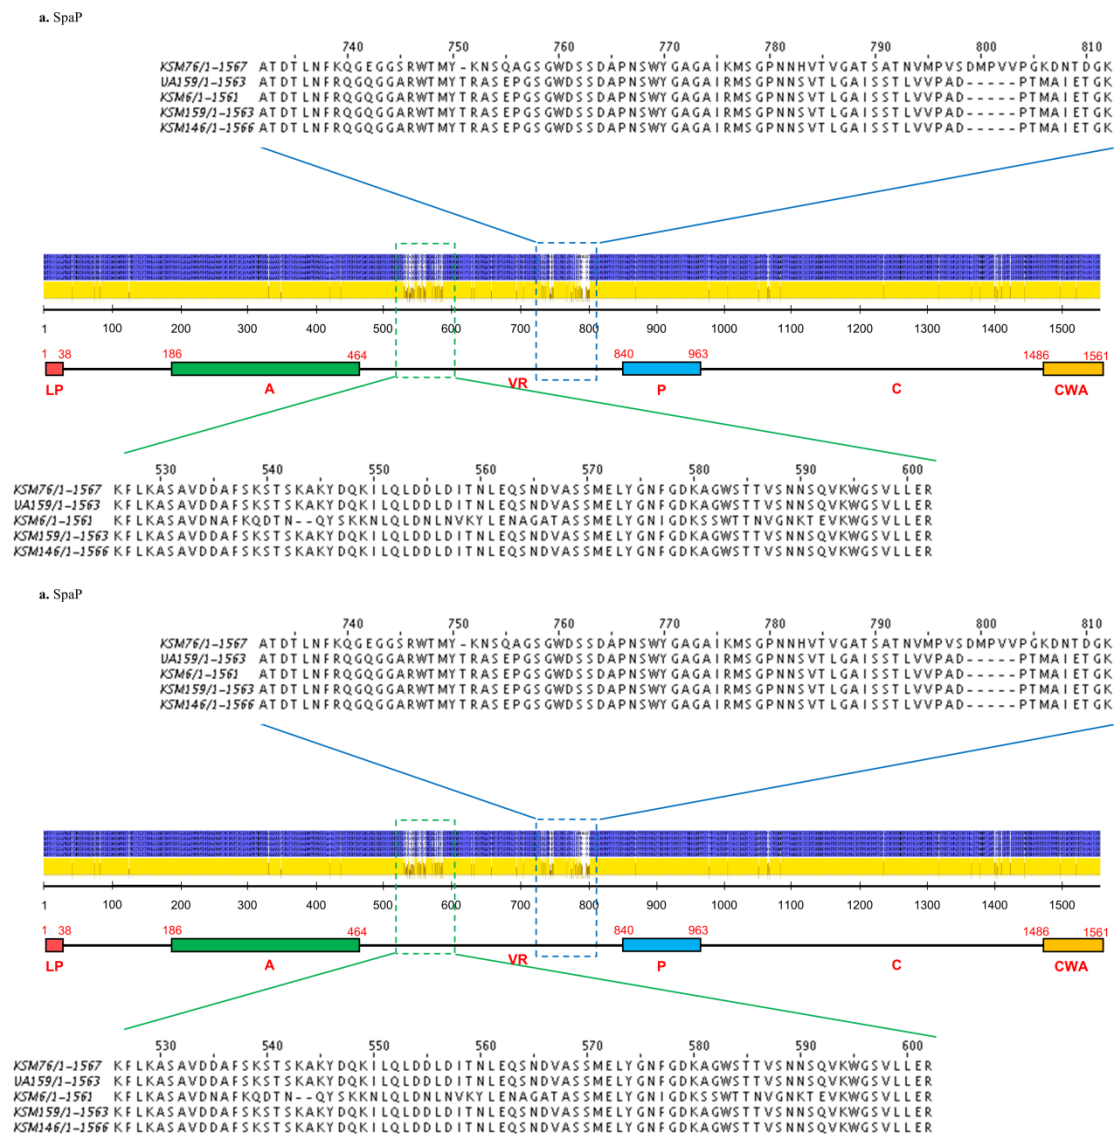 a. SpaP
740 750 760 770 780 790 800 810
KSM76/1-1567 ATDTLNFKQGEGGSRWTMY-KNSQAGSGWDSSDAPNSWYGAGAIKMSGPNNHVTVGATSATNVMPVSDMPVVPGKDNTDGK
UA159/1-1563 ATDTLNFRQGQGGARWTMYTRASEPGSGWDSSDAPNSWYGAGAIRMSGPNNSVTLGAISSTLVVPAD-----PTMAIETGK
KSM6/1-1561 ATDTLNFRQGQGGARWTMYTRASEPGSGWDSSDAPNSWYGAGAIRMSGPNNSVTLGAISSTLVVPAD-----PTMAIETGK
KSM159/1-1563 ATDTLNFRQGQGGARWTMYTRASEPGSGWDSSDAPNSWYGAGAIRMSGPNNSVTLGAISSTLVVPAD-----PTMAIETGK
KSM146/1-1566 ATDTLNFRQGQGGARWTMYTRASEPGSGWDSSDAPNSWYGAGAIRMSGPNNSVTLGAISSTLVVPAD-----PTMAIETGK
1 100 200 300 400 500 600 700 800 900 1000 1100 1200 1300 1400 1500
1 38 186 464 840 963 1486 1561
LP A VR P C CWA
530 540 550 560 570 580 590 600
KSM76/1-1567 KFLKASAVDDAFSKSTSKAKYDQKILQLDDLDITNLEQSNDVASSMELYGNFGDKAGWSTTVSNNSQVKWGSVLLER
UA159/1-1563 KFLKASAVDDAFSKSTSKAKYDQKILQLDDLDITNLEQSNDVASSMELYGNFGDKAGWSTTVSNNSQVKWGSVLLER
KSM6/1-1561 KFLKASAVDNAFKQDTN--QYSKKNLQLDNLNVKYLENAGATASSMELYGNIGDKSSWTTNVGNKTEVKWGSVLLER
KSM159/1-1563 KFLKASAVDDAFSKSTSKAKYDQKILQLDDLDITNLEQSNDVASSMELYGNFGDKAGWSTTVSNNSQVKWGSVLLER
KSM146/1-1566 KFLKASAVDDAFSKSTSKAKYDQKILQLDDLDITNLEQSNDVASSMELYGNFGDKAGWSTTVSNNSQVKWGSVLLER
a. SpaP
740 750 760 770 780 790 800 810
KSM76/1-1567 ATDTLNFKQGEGGSRWTMY-KNSQAGSGWDSSDAPNSWYGAGAIKMSGPNNHVTVGATSATNVMPVSDMPVVPGKDNTDGK
UA159/1-1563 ATDTLNFRQGQGGARWTMYTRASEPGSGWDSSDAPNSWYGAGAIRMSGPNNSVTLGAISSTLVVPAD-----PTMAIETGK
KSM6/1-1561 ATDTLNFRQGQGGARWTMYTRASEPGSGWDSSDAPNSWYGAGAIRMSGPNNSVTLGAISSTLVVPAD-----PTMAIETGK
KSM159/1-1563 ATDTLNFRQGQGGARWTMYTRASEPGSGWDSSDAPNSWYGAGAIRMSGPNNSVTLGAISSTLVVPAD-----PTMAIETGK
KSM146/1-1566 ATDTLNFRQGQGGARWTMYTRASEPGSGWDSSDAPNSWYGAGAIRMSGPNNSVTLGAISSTLVVPAD-----PTMAIETGK
1 100 200 300 400 500 600 700 800 900 1000 1100 1200 1300 1400 1500
1 38 186 464 840 963 1486 1561
LP A VR P C CWA
530 540 550 560 570 580 590 600
KSM76/1-1567 KFLKASAVDDAFSKSTSKAKYDQKILQLDDLDITNLEQSNDVASSMELYGNFGDKAGWSTTVSNNSQVKWGSVLLER
UA159/1-1563 KFLKASAVDDAFSKSTSKAKYDQKILQLDDLDITNLEQSNDVASSMELYGNFGDKAGWSTTVSNNSQVKWGSVLLER
KSM6/1-1561 KFLKASAVDNAFKQDTN--QYSKKNLQLDNLNVKYLENAGATASSMELYGNIGDKSSWTTNVGNKTEVKWGSVLLER
KSM159/1-1563 KFLKASAVDDAFSKSTSKAKYDQKILQLDDLDITNLEQSNDVASSMELYGNFGDKAGWSTTVSNNSQVKWGSVLLER
KSM146/1-1566 KFLKASAVDDAFSKSTSKAKYDQKILQLDDLDITNLEQSNDVASSMELYGNFGDKAGWSTTVSNNSQVKWGSVLLER